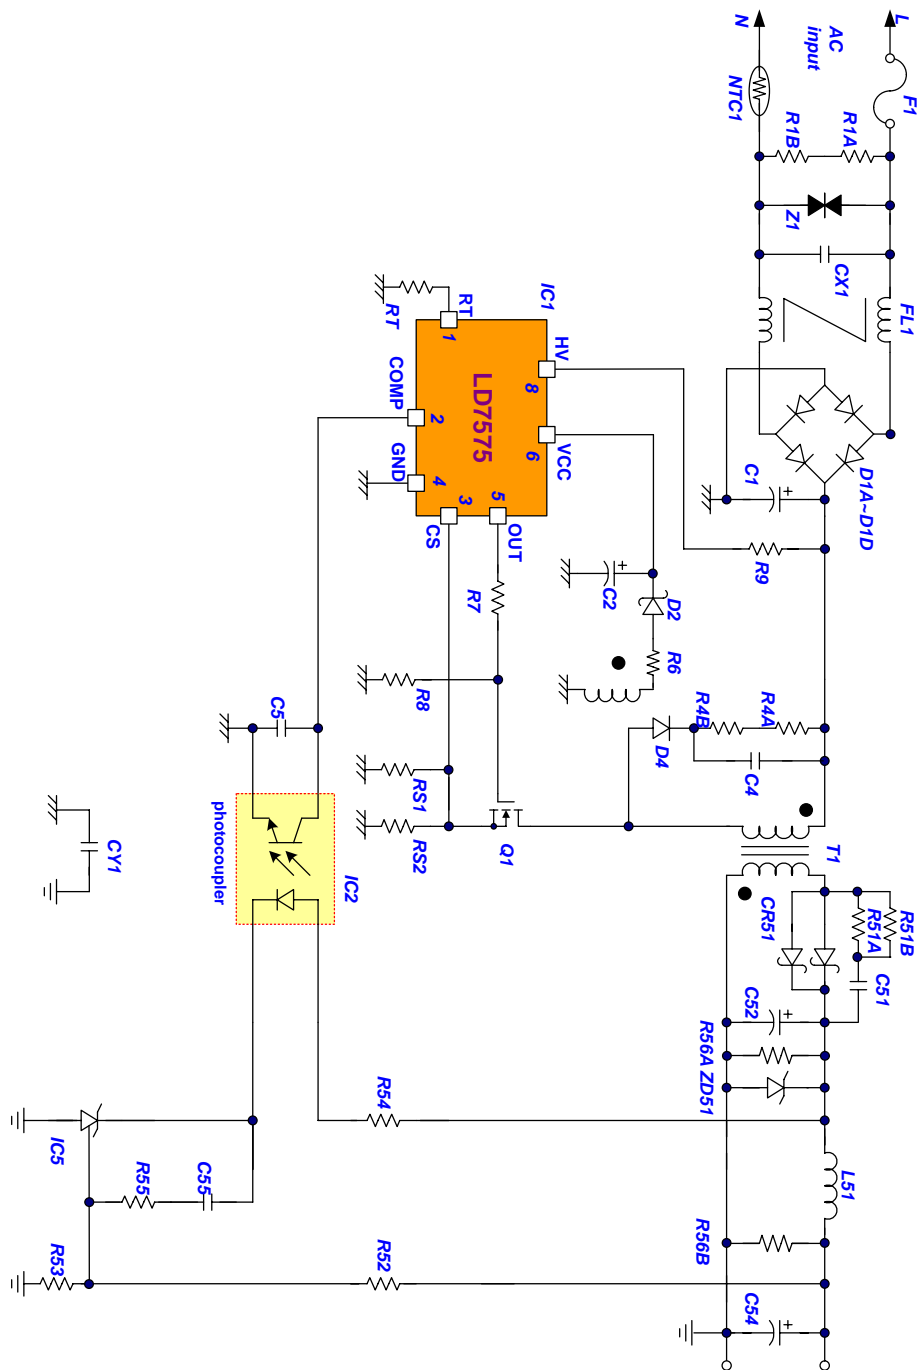 L
N
AC
input
F1
NTC1
R1A
R1B
Z1
CX1
FL1
D1A~D1D
C1
R9
IC1
LD7575
RT
RT
1
COMP
2
GND
4
3
CS
5
OUT
HV
8
VCC
6
R7
R8
C2
D2
R6
R4A
R4B
C4
D4
Q1
RS1
RS2
T1
C5
IC2
photocoupler
CY1
CR51
R51A
R51B
C51
C52
R56A
ZD51
R54
L51
IC5
R55
C55
R56B
R52
R53
C54
+
+
+
+